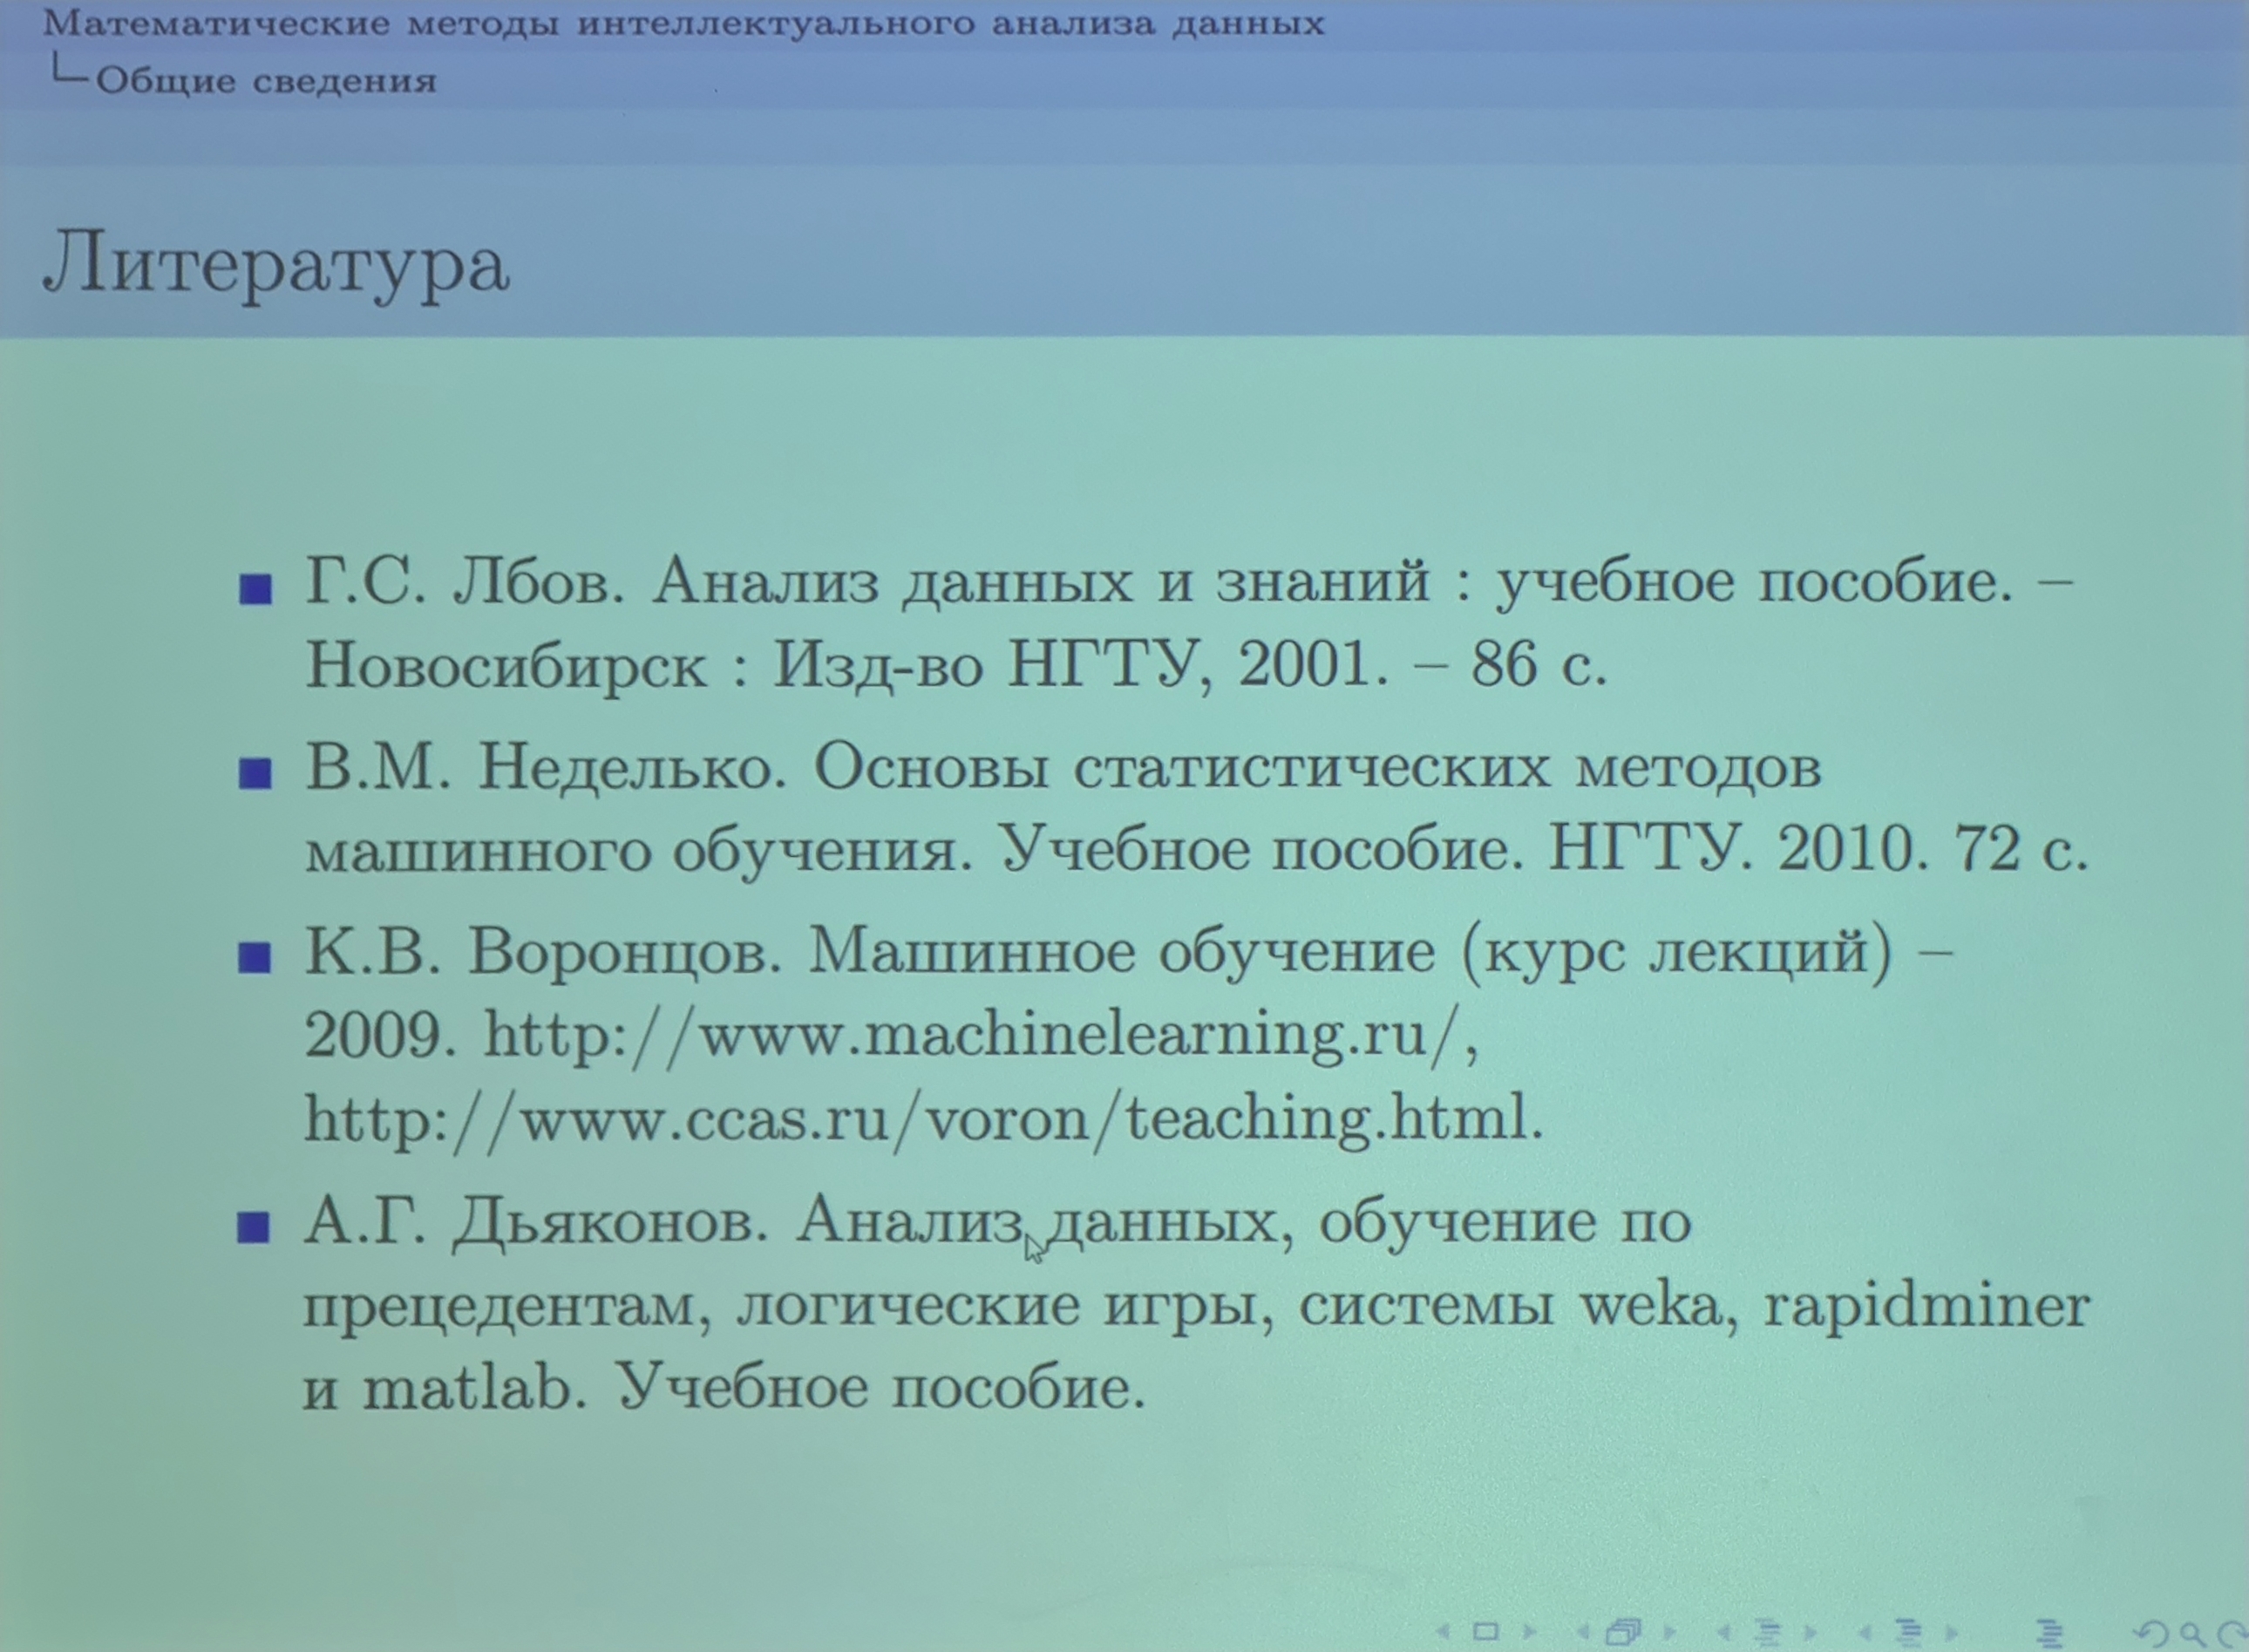 Математические методы интеллектуального анализа данных
Общие сведения
Литература
Г.С. Лбов. Анализ данных и знаний : учебное пособие. –
Новосибирск : Изд-во НГТУ, 2001. – 86 с.
В.М. Неделько. Основы статистических методов
машинного обучения. Учебное пособие. НГТУ. 2010. 72 с.
К.В. Воронцов. Машинное обучение (курс лекций) –
2009. http://www.machinelearning.ru/,
http://www.ccas.ru/voron/teaching.html.
А.Г. Дьяконов. Анализ данных, обучение по
прецедентам, логические игры, системы weka, rapidminer
и matlab. Учебное пособие.